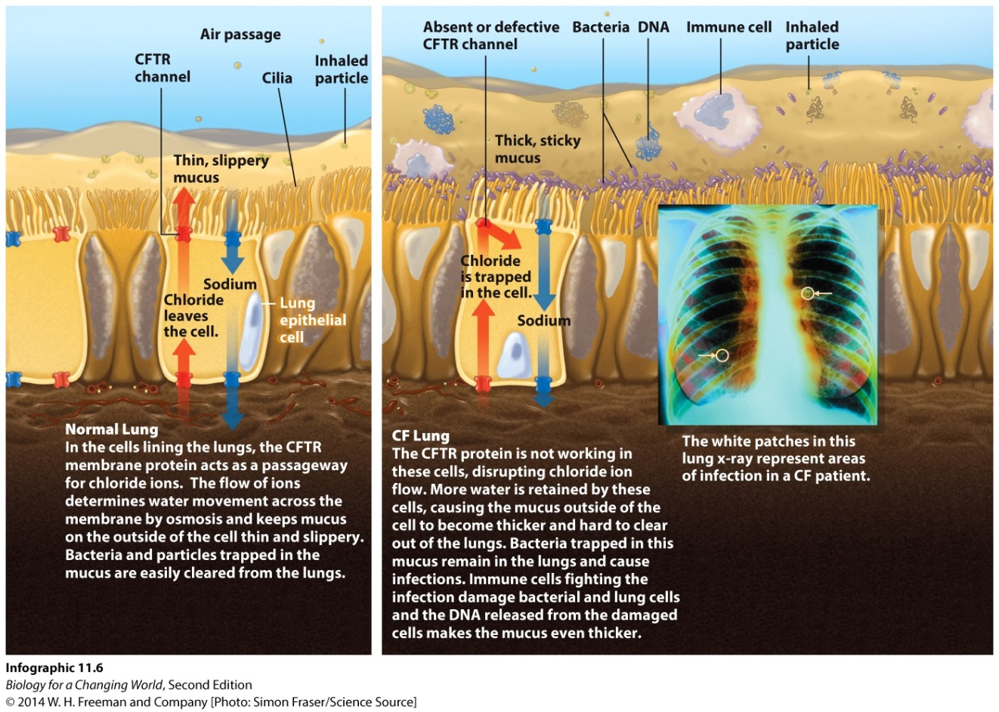 Air passage
CFTR
channel
Cilia
Inhaled
particle
Thin, slippery
mucus
Sodium
Chloride
leaves
the cell.
Lung
epithelial
cell
Normal Lung
In the cells lining the lungs, the CFTR
membrane protein acts as a passageway
for chloride ions.  The flow of ions
determines water movement across the
membrane by osmosis and keeps mucus
on the outside of the cell thin and slippery.
Bacteria and particles trapped in the
mucus are easily cleared from the lungs.
Absent or defective
CFTR channel
Bacteria
DNA
Immune cell
Inhaled
particle
Thick, sticky
mucus
Chloride
is trapped
in the cell.
Sodium
CF Lung
The CFTR protein is not working in
these cells, disrupting chloride ion
flow. More water is retained by these
cells, causing the mucus outside of the
cell to become thicker and hard to clear
out of the lungs. Bacteria trapped in this
mucus remain in the lungs and cause
infections. Immune cells fighting the
infection damage bacterial and lung cells
and the DNA released from the damaged
cells makes the mucus even thicker.
The white patches in this
lung x-ray represent areas
of infection in a CF patient.
Infographic 11.6
Biology for a Changing World, Second Edition
© 2014 W. H. Freeman and Company [Photo: Simon Fraser/Science Source]